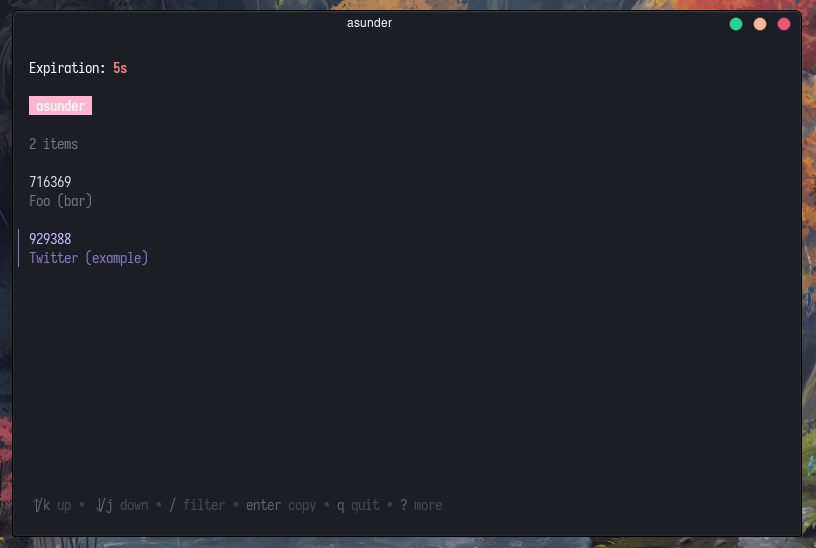 asunder
Expiration: 5s
asunder
2 items
716369
Foo (bar)
929388
Twitter (example)
↑/k up • ↓/j down • / filter • enter copy • q quit • ? more